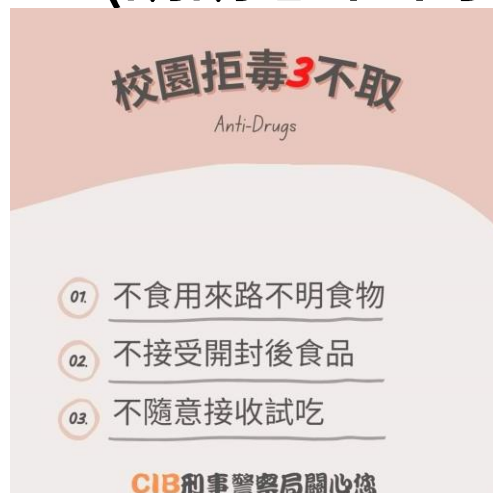 校園拒毒3不取
Anti-Drugs
01. 不食用來路不明食物
02. 不接受開封後食品
03. 不隨意接收試吃
CIB刑事警察局關心您